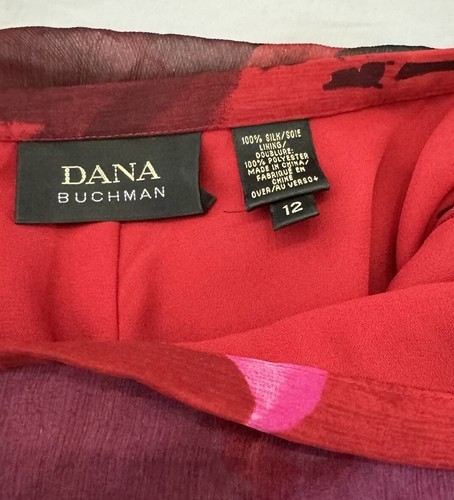 DANA
BUCHMAN
100% SILK/SOIE
LINING/
DOUBLURE:
100% POLYESTER
MADE IN CHINA/
FABRIQUÉ EN
CHINE
OVER/AU VERSO→
12